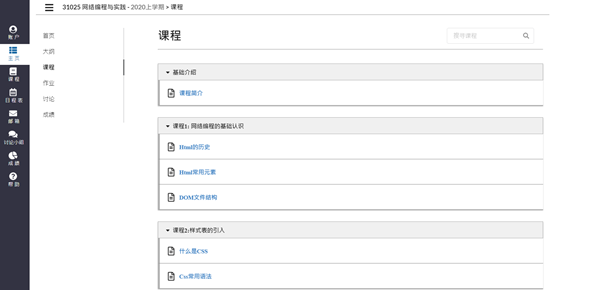 31025 网络编程与实践 - 2020上学期 > 课程
账户
主页
课程
日程表
邮箱
讨论小组
成绩
帮助
首页
大纲
课程
作业
讨论
成绩
课程
搜寻课程
基础介绍
课程简介
课程1: 网络编程的基础认识
Html的历史
Html常用元素
DOM文件结构
课程2:样式表的引入
什么是CSS
Css常用语法